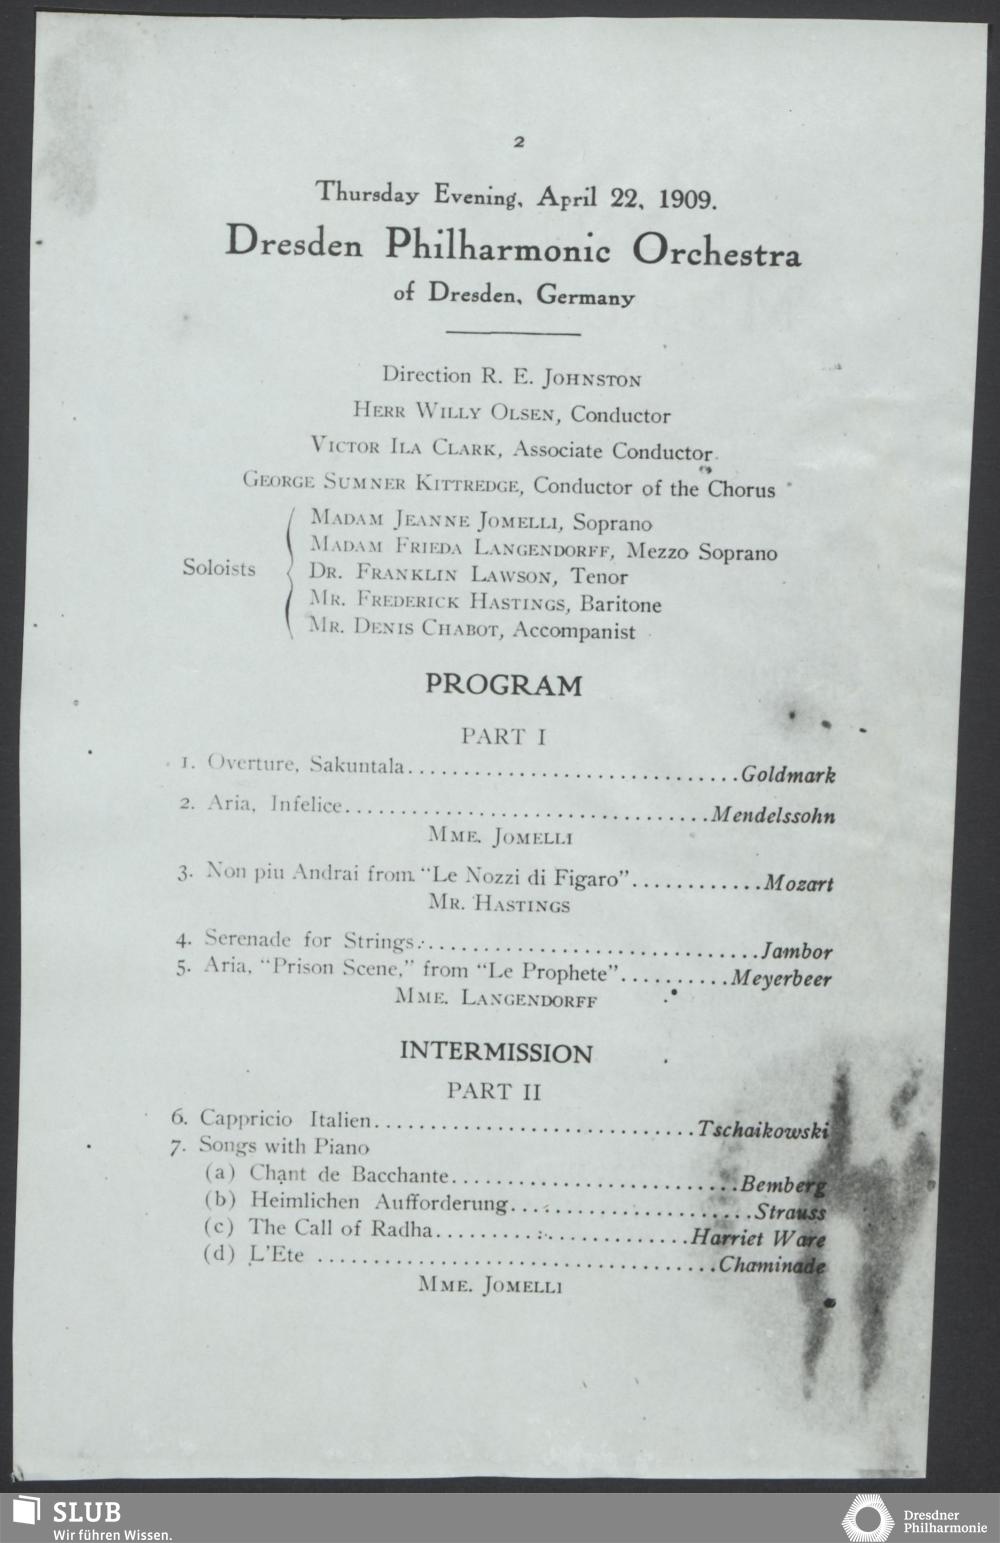 2
Thursday Evening, April 22, 1909.
Dresden Philharmonic Orchestra
of Dresden, Germany
Direction R. E. Johnston
Herr Willy Olsen, Conductor
Victor Ila Clark, Associate Conductor.
George Sumner Kittredge, Conductor of the Chorus
Soloists
Madam Jeanne Jomelli, Soprano
Madam Frieda Langendorff, Mezzo Soprano
Dr. Franklin Lawson, Tenor
Mr. Frederick Hastings, Baritone
Mr. Denis Chabot, Accompanist
PROGRAM
PART I
1. Overture, Sakuntala..............................Goldmark
2. Aria, Infelice.................................Mendelssohn
Mme. Jomelli
3. Non piu Andrai from "Le Nozzi di Figaro"............Mozart
Mr. Hastings
4. Serenade for Strings...............................Jambor
5. Aria, "Prison Scene," from "Le Prophete"..........Meyerbeer
Mme. Langendorff
INTERMISSION
PART II
6. Cappricio Italien.............................Tschaikowski
7. Songs with Piano
(a) Chant de Bacchante..........................Bemberg
(b) Heimlichen Aufforderung......................Strauss
(c) The Call of Radha.......................Harriet Ware
(d) L'Ete ....................................Chaminade
Mme. Jomelli
SLUB
Wir führen Wissen.
Dresdner
Philharmonie